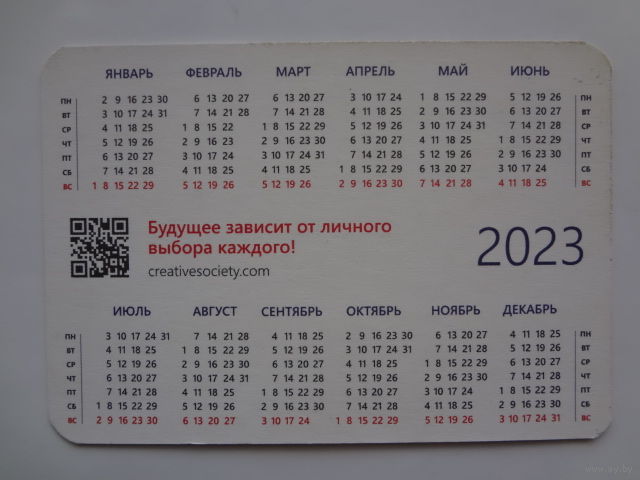 ЯНВАРЬ ФЕВРАЛЬ МАРТ АПРЕЛЬ МАЙ ИЮНЬ
ПН 2 9 16 23 30 6 13 20 27 6 13 20 27 3 10 17 24 1 8 15 22 29 5 12 19 26 ПН
ВТ 3 10 17 24 31 7 14 21 28 7 14 21 28 4 11 18 25 2 9 16 23 30 6 13 20 27 ВТ
СР 4 11 18 25 1 8 15 22 1 8 15 22 29 5 12 19 26 3 10 17 24 31 7 14 21 28 СР
ЧТ 5 12 19 26 2 9 16 23 2 9 16 23 30 6 13 20 27 4 11 18 25 1 8 15 22 29 ЧТ
ПТ 6 13 20 27 3 10 17 24 3 10 17 24 31 7 14 21 28 5 12 19 26 2 9 16 23 30 ПТ
СБ 7 14 21 28 4 11 18 25 4 11 18 25 1 8 15 22 29 6 13 20 27 3 10 17 24 СБ
ВС 1 8 15 22 29 5 12 19 26 5 12 19 26 2 9 16 23 30 7 14 21 28 4 11 18 25 ВС
Будущее зависит от личного
выбора каждого!
creativesociety.com
2023
ИЮЛЬ АВГУСТ СЕНТЯБРЬ ОКТЯБРЬ НОЯБРЬ ДЕКАБРЬ
ПН 3 10 17 24 31 7 14 21 28 4 11 18 25 2 9 16 23 30 6 13 20 27 4 11 18 25 ПН
ВТ 4 11 18 25 1 8 15 22 29 5 12 19 26 3 10 17 24 31 7 14 21 28 5 12 19 26 ВТ
СР 5 12 19 26 2 9 16 23 30 6 13 20 27 4 11 18 25 1 8 15 22 29 6 13 20 27 СР
ЧТ 6 13 20 27 3 10 17 24 31 7 14 21 28 5 12 19 26 2 9 16 23 30 7 14 21 28 ЧТ
ПТ 7 14 21 28 4 11 18 25 1 8 15 22 29 6 13 20 27 3 10 17 24 1 8 15 22 29 ПТ
СБ 1 8 15 22 29 5 12 19 26 2 9 16 23 30 7 14 21 28 4 11 18 25 2 9 16 23 30 СБ
ВС 2 9 16 23 30 6 13 20 27 3 10 17 24 1 8 15 22 29 5 12 19 26 3 10 17 24 31 ВС
www.ay.by